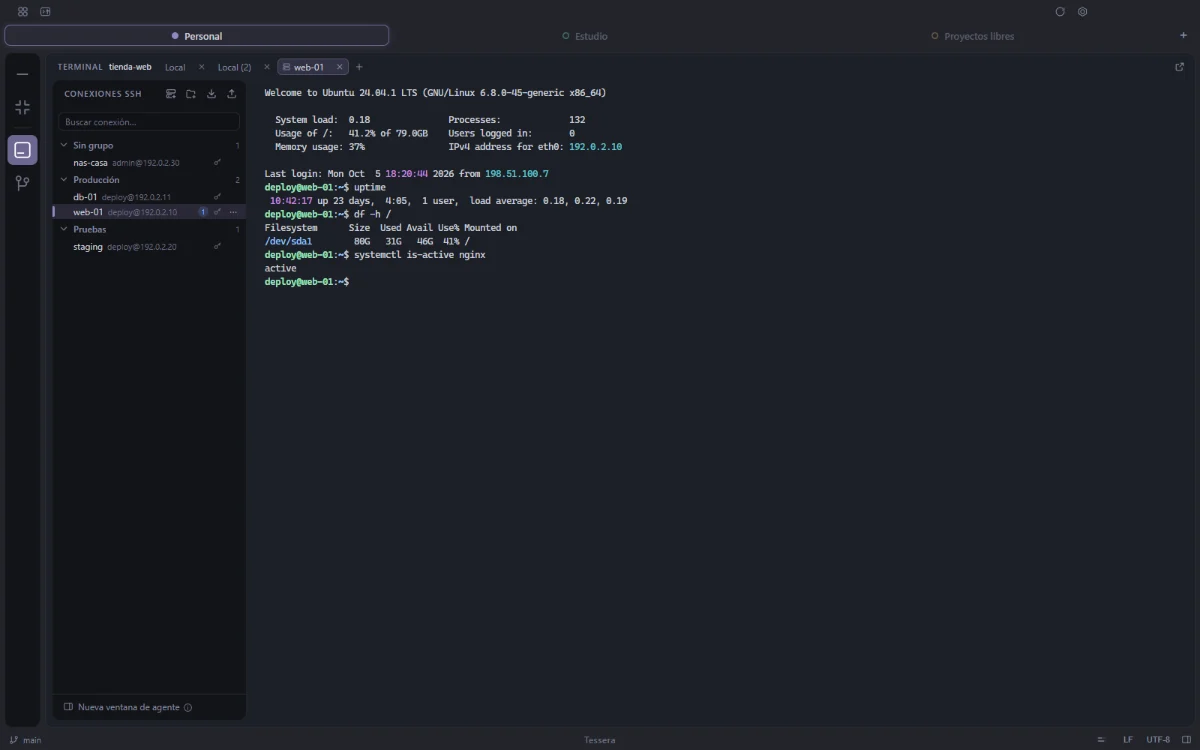 Personal
Estudio
Proyectos libres
TERMINAL tienda-web Local Local (2) web-01
CONEXIONES SSH
Buscar conexión...
Sin grupo 1
nas-casa admin@192.0.2.30
Producción 2
db-01 deploy@192.0.2.11
web-01 deploy@192.0.2.10 1
Pruebas 1
staging deploy@192.0.2.20
Nueva ventana de agente
Welcome to Ubuntu 24.04.1 LTS (GNU/Linux 6.8.0-45-generic x86_64)
System load: 0.18 Processes: 132
Usage of /: 41.2% of 79.0GB Users logged in: 0
Memory usage: 37% IPv4 address for eth0: 192.0.2.10
Last login: Mon Oct 5 18:20:44 2026 from 198.51.100.7
deploy@web-01:~$ uptime
10:42:17 up 23 days, 4:05, 1 user, load average: 0.18, 0.22, 0.19
deploy@web-01:~$ df -h /
Filesystem Size Used Avail Use% Mounted on
/dev/sda1 80G 31G 46G 41% /
deploy@web-01:~$ systemctl is-active nginx
active
deploy@web-01:~$
main
Tessera
LF UTF-8